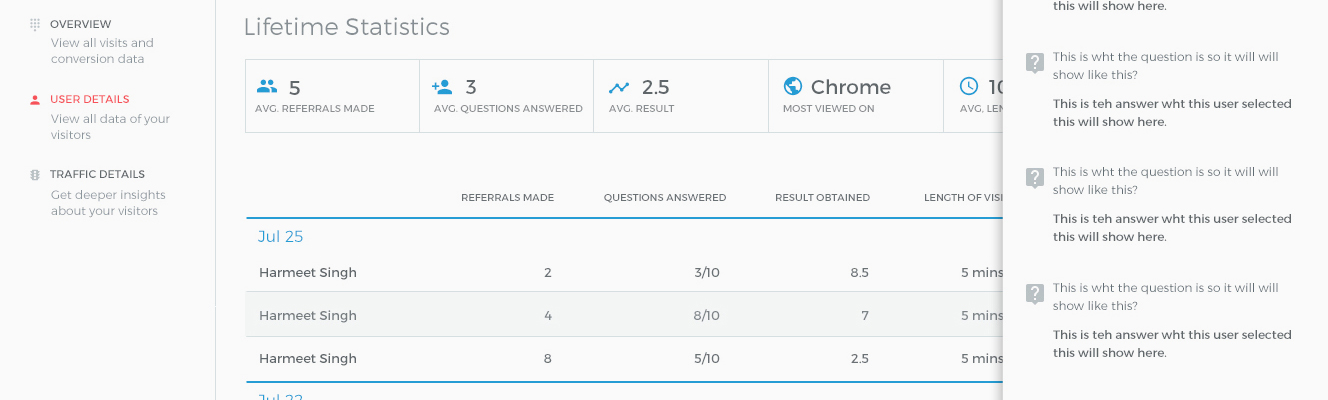 OVERVIEW
View all visits and
conversion data
USER DETAILS
View all data of your
visitors
TRAFFIC DETAILS
Get deeper insights
about your visitors
Lifetime Statistics
5
AVG. REFERRALS MADE
3
AVG. QUESTIONS ANSWERED
2.5
AVG. RESULT
Chrome
MOST VIEWED ON
10
AVG, LEN
REFERRALS MADE QUESTIONS ANSWERED RESULT OBTAINED LENGTH OF VISI
Jul 25
Harmeet Singh 2 3/10 8.5 5 mins
Harmeet Singh 4 8/10 7 5 mins
Harmeet Singh 8 5/10 2.5 5 mins
Jul 22
this will show here.
This is wht the question is so it will will
show like this?
This is teh answer wht this user selected
this will show here.
This is wht the question is so it will will
show like this?
This is teh answer wht this user selected
this will show here.
This is wht the question is so it will will
show like this?
This is teh answer wht this user selected
this will show here.